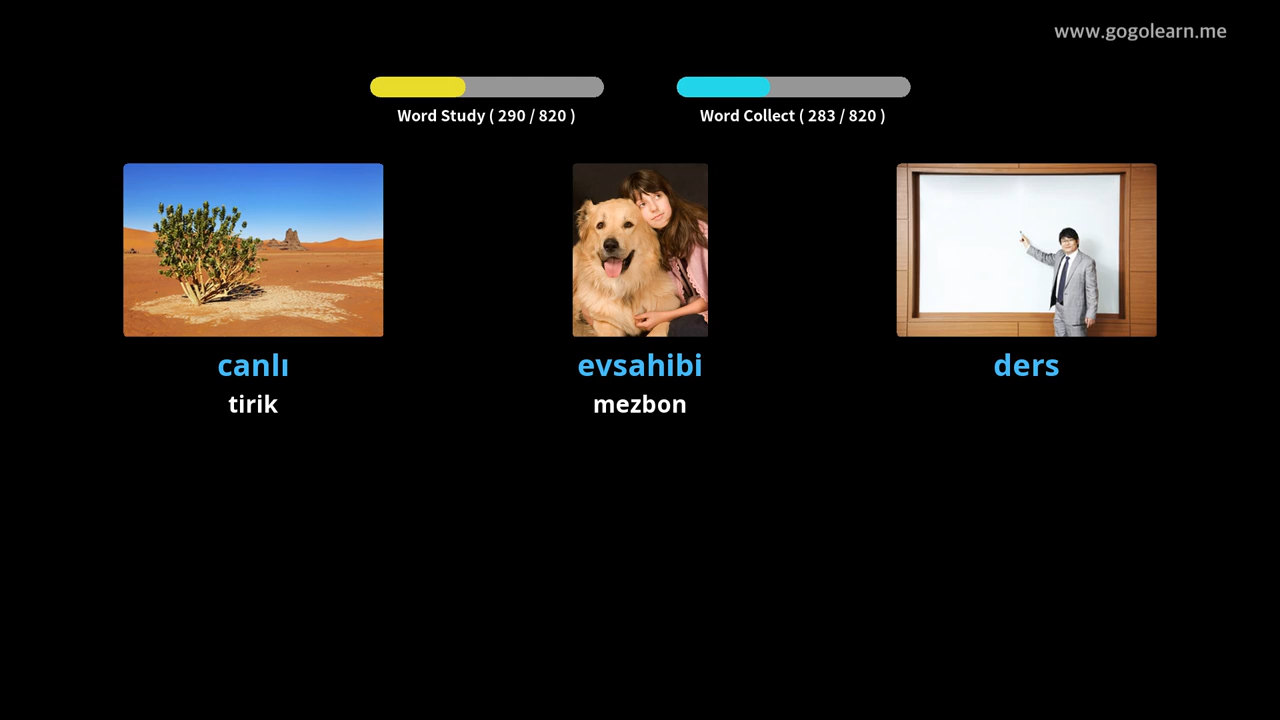 www.gogolearn.me
Word Study ( 290 / 820 )
Word Collect ( 283 / 820 )
canlı
evsahibi
ders
tirik
mezbon